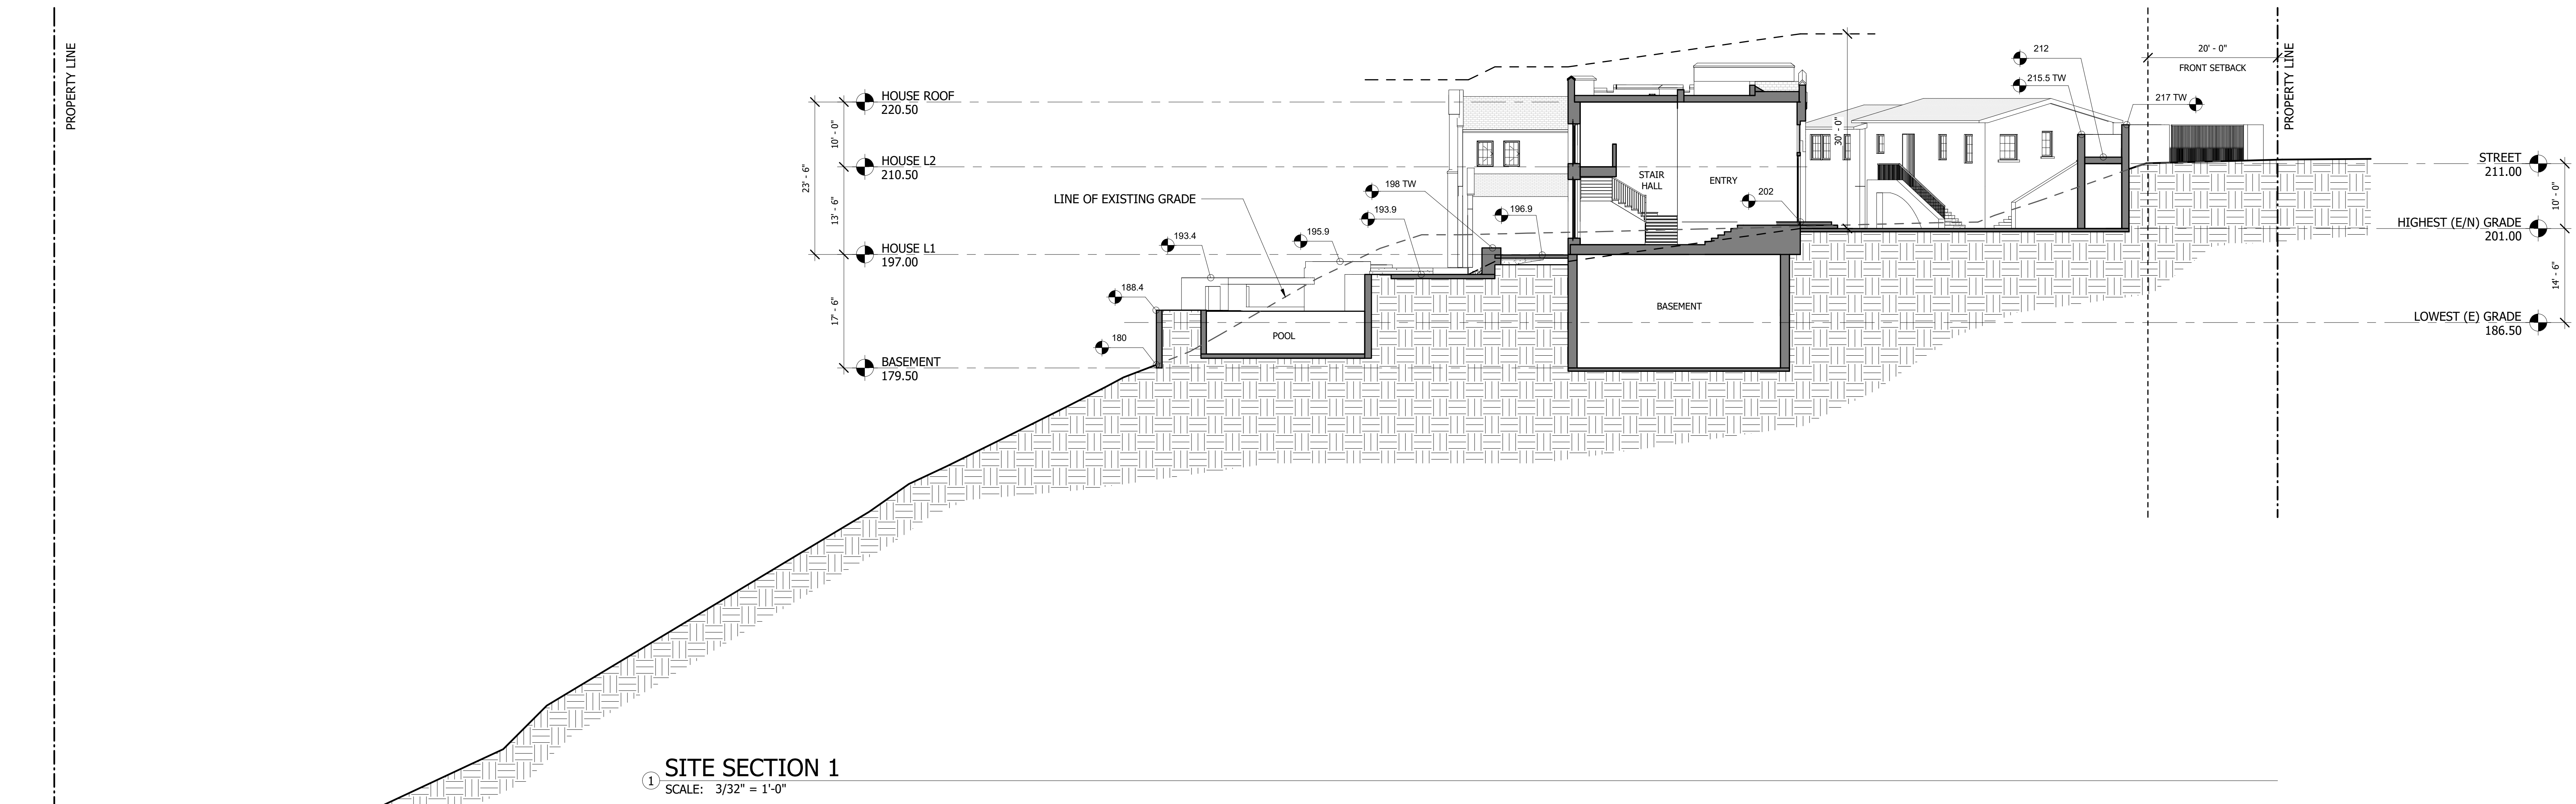 PROPERTY LINE
HOUSE ROOF
220.50
HOUSE L2
210.50
HOUSE L1
197.00
BASEMENT
179.50
10' - 0"
13' - 6"
23' - 6"
17' - 6"
LINE OF EXISTING GRADE
193.4
195.9
188.4
180
198 TW
193.9
196.9
POOL
STAIR
HALL
ENTRY
202
BASEMENT
30' - 0"
212
215.5 TW
217 TW
20' - 0"
FRONT SETBACK
PROPERTY LINE
STREET
211.00
HIGHEST (E/N) GRADE
201.00
LOWEST (E) GRADE
186.50
10' - 0"
14' - 6"
1
SITE SECTION 1
SCALE: 3/32" = 1'-0"